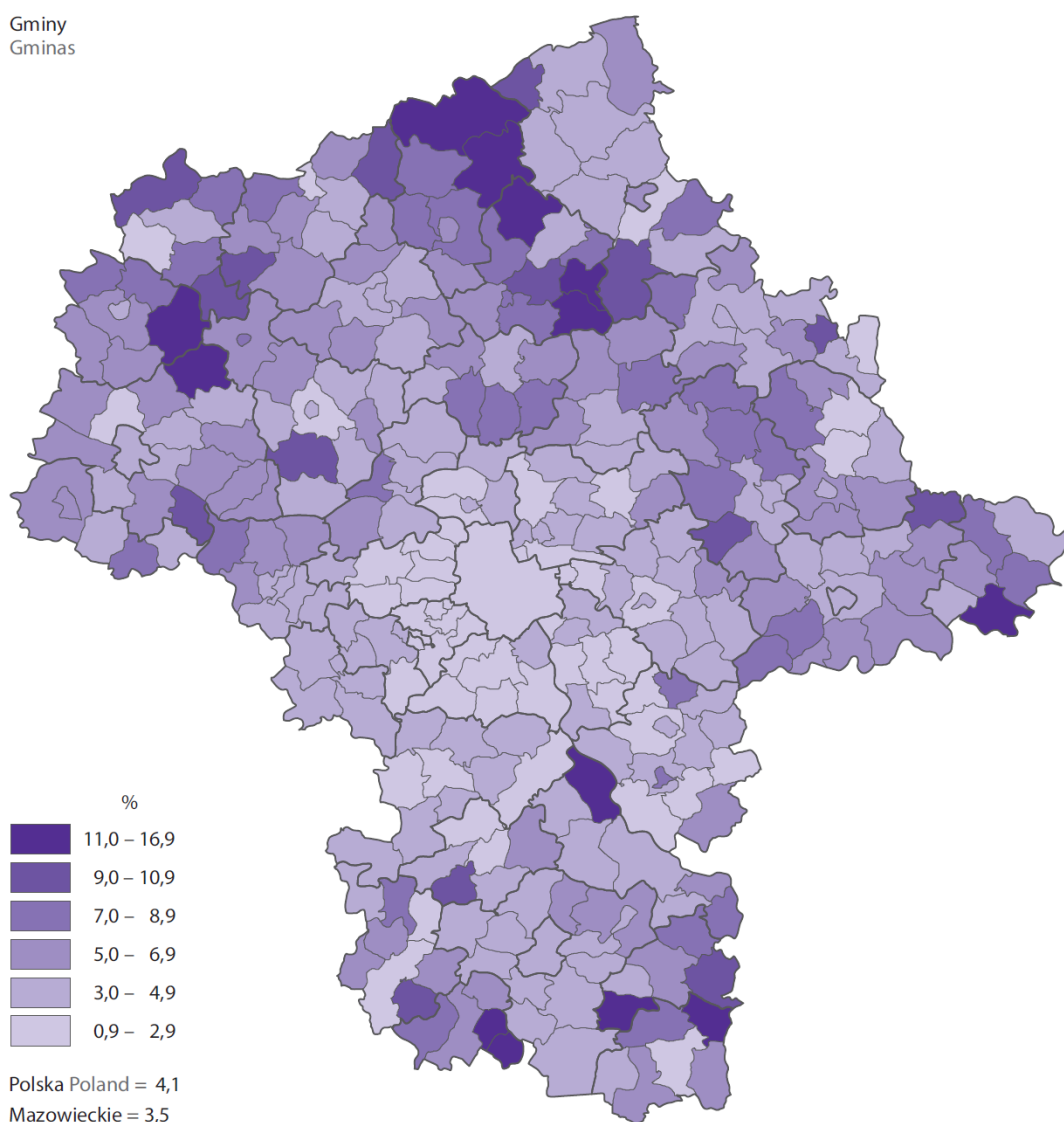 Gminy
Gminas
%
11,0 – 16,9
9,0 – 10,9
7,0 – 8,9
5,0 – 6,9
3,0 – 4,9
0,9 – 2,9
Polska Poland = 4,1
Mazowieckie = 3,5